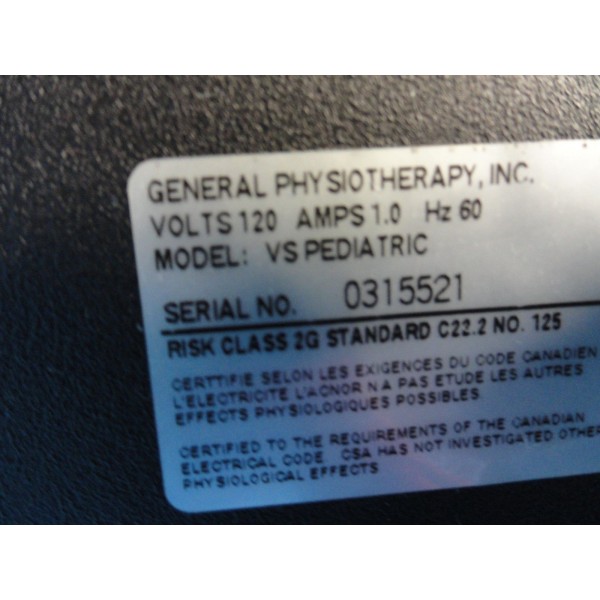 GENERAL PHYSIOTHERAPY, INC.
VOLTS 120 AMPS 1.0 Hz 60
MODEL: VS PEDIATRIC
SERIAL NO. 0315521
RISK CLASS 2G STANDARD C22.2 NO. 125
CERTIFIE SELON LES EXIGENCES DU CODE CANADIEN
L'ELECTRICITE L'ACNOR N A PAS ETUDE LES AUTRES
EFFECTS PHYSIOLOGIQUES POSSIBLES.
CERTIFIED TO THE REQUIREMENTS OF THE CANADIAN
ELECTRICAL CODE. CSA HAS NOT INVESTIGATED OTHE
PHYSIOLOGICAL EFFECTS